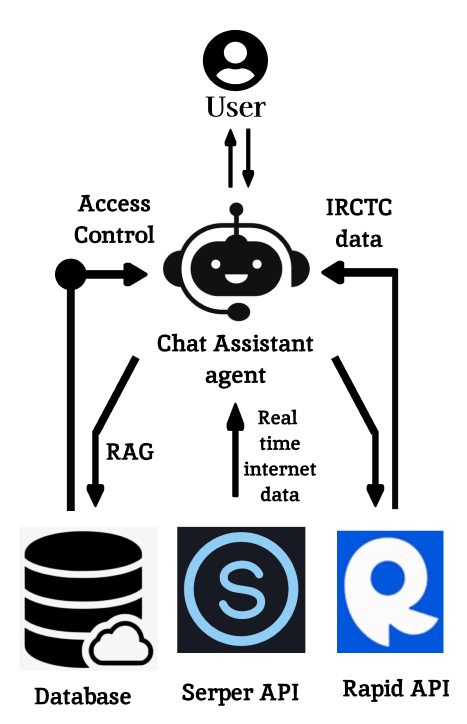 User
Access
Control
IRCTC
data
Chat Assistant
agent
RAG
Real
time
internet
data
S
Database
Serper API
Rapid API